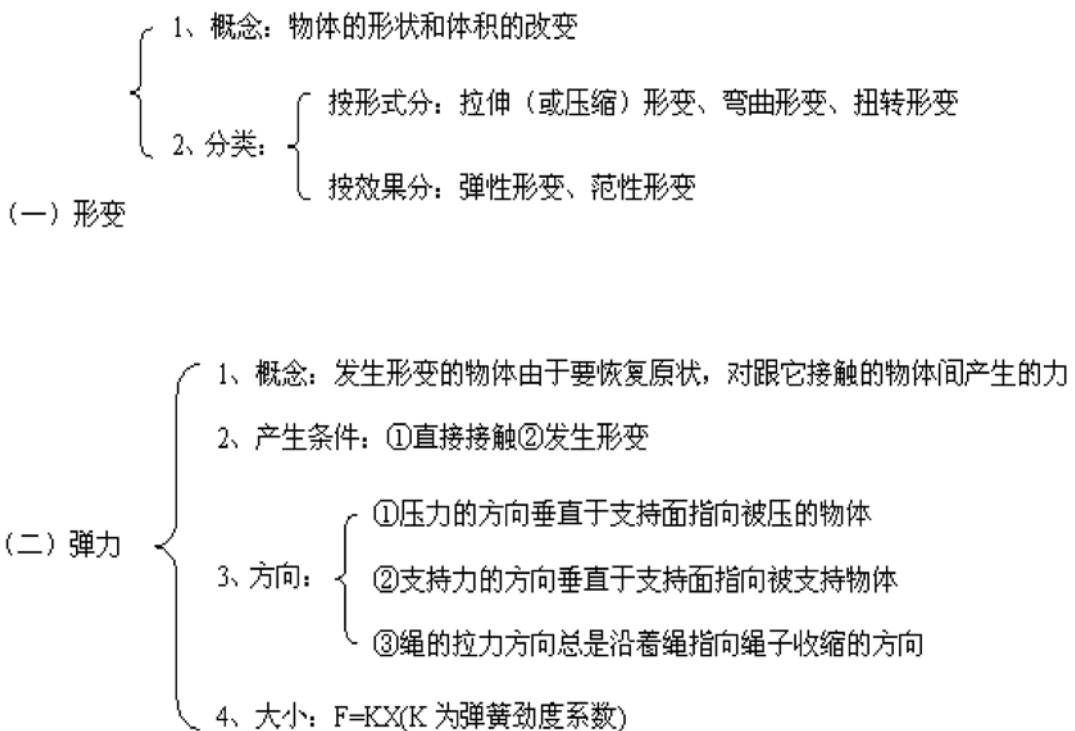 1、概念：物体的形状和体积的改变
2、分类：
按形式分：拉伸（或压缩）形变、弯曲形变、扭转形变
按效果分：弹性形变、范性形变
（一）形变
1、概念：发生形变的物体由于要恢复原状，对跟它接触的物体间产生的力
2、产生条件：①直接接触②发生形变
（二）弹力
3、方向：
①压力的方向垂直于支持面指向被压的物体
②支持力的方向垂直于支持面指向被支持物体
③绳的拉力方向总是沿着绳指向绳子收缩的方向
4、大小：F=KX(K 为弹簧劲度系数)